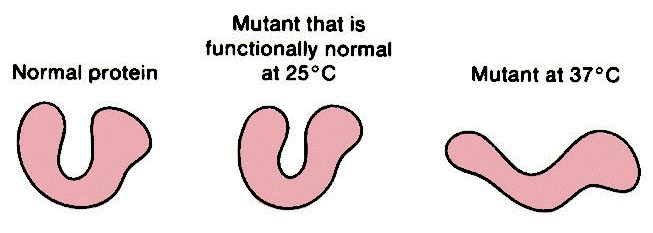 Normal protein
Mutant that is
functionally normal
at 25°C
Mutant at 37°C